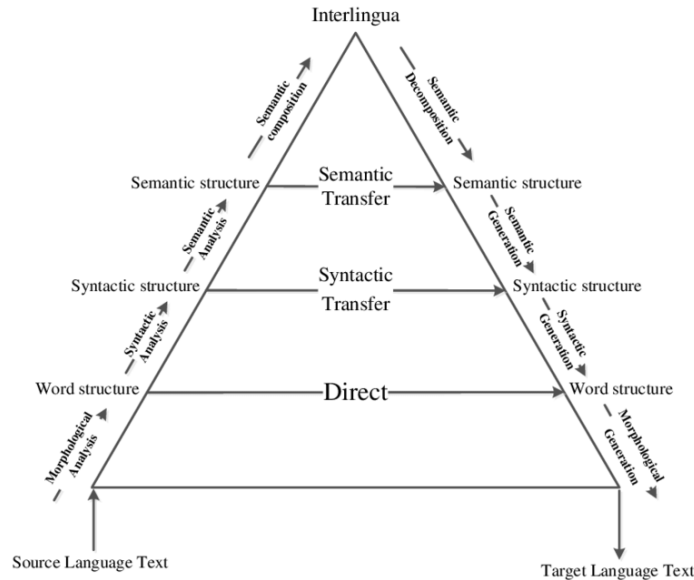 Interlingua
Semantic
composition
Semantic
Decomposition
Semantic structure
Semantic
Transfer
Semantic structure
Semantic
Analysis
Semantic
Generation
Syntactic structure
Syntactic
Transfer
Syntactic structure
Syntactic
Analysis
Syntactic
Generation
Word structure
Direct
Word structure
Morphological
Analysis
Morphological
Generation
Source Language Text
Target Language Text